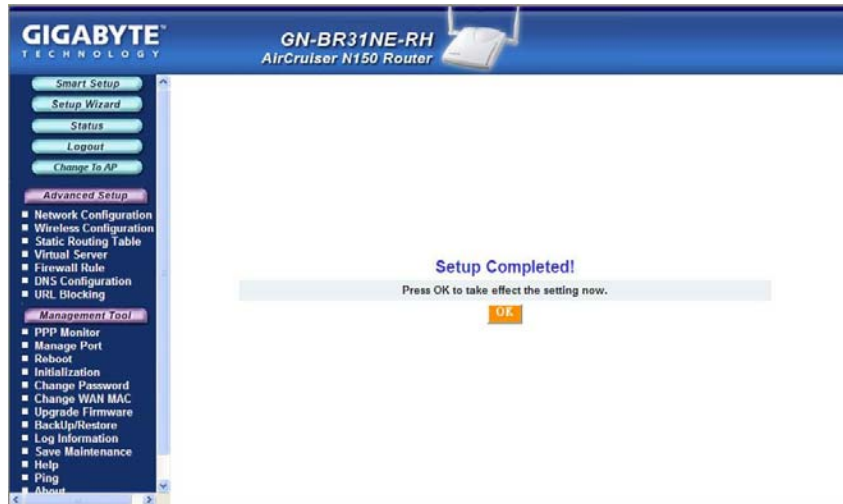 GIGABYTE™
TECHNOLOGY
GN-BR31NE-RH
AirCruiser N150 Router
Smart Setup
Setup Wizard
Status
Logout
Change To AP
Advanced Setup
Network Configuration
Wireless Configuration
Static Routing Table
Virtual Server
Firewall Rule
DNS Configuration
URL Blocking
Management Tool
PPP Monitor
Manage Port
Reboot
Initialization
Change Password
Change WAN MAC
Upgrade Firmware
BackUp/Restore
Log Information
Save Maintenance
Help
Ping
About
Setup Completed!
Press OK to take effect the setting now.
OK